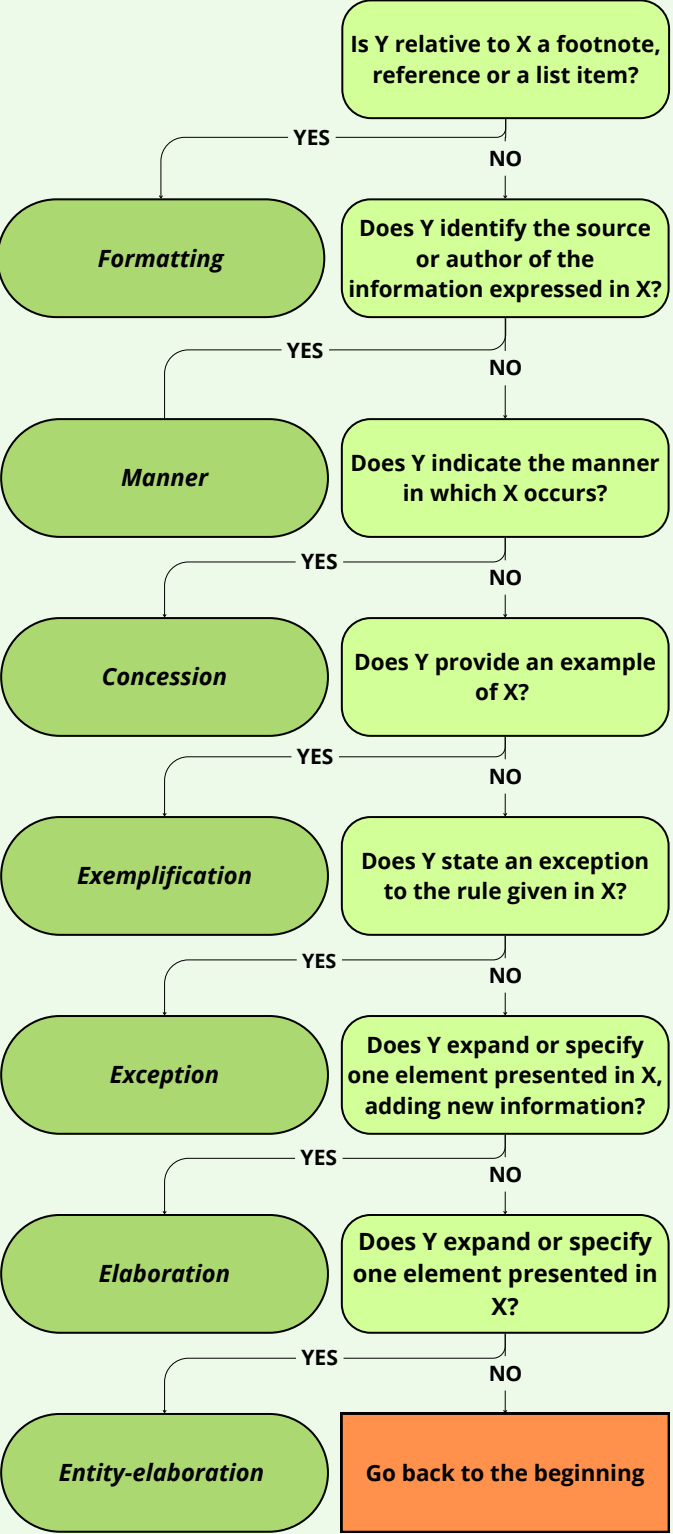 Is Y relative to X a footnote,
reference or a list item?
YES
NO
Formatting
Does Y identify the source
or author of the
information expressed in X?
YES
NO
Manner
Does Y indicate the manner
in which X occurs?
YES
NO
Concession
Does Y provide an example
of X?
YES
NO
Exemplification
Does Y state an exception
to the rule given in X?
YES
NO
Exception
Does Y expand or specify
one element presented in X,
adding new information?
YES
NO
Elaboration
Does Y expand or specify
one element presented in
X?
YES
NO
Entity-elaboration
Go back to the beginning